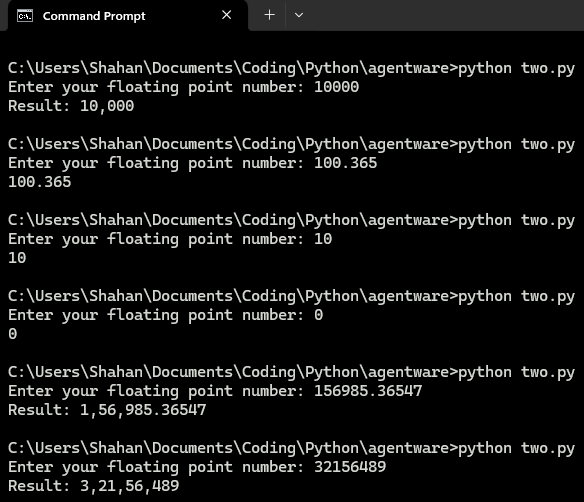 Command Prompt
C:\Users\Shahan\Documents\Coding\Python\agentware>python two.py
Enter your floating point number: 10000
Result: 10,000
C:\Users\Shahan\Documents\Coding\Python\agentware>python two.py
Enter your floating point number: 100.365
100.365
C:\Users\Shahan\Documents\Coding\Python\agentware>python two.py
Enter your floating point number: 10
10
C:\Users\Shahan\Documents\Coding\Python\agentware>python two.py
Enter your floating point number: 0
0
C:\Users\Shahan\Documents\Coding\Python\agentware>python two.py
Enter your floating point number: 156985.36547
Result: 1,56,985.36547
C:\Users\Shahan\Documents\Coding\Python\agentware>python two.py
Enter your floating point number: 32156489
Result: 3,21,56,489